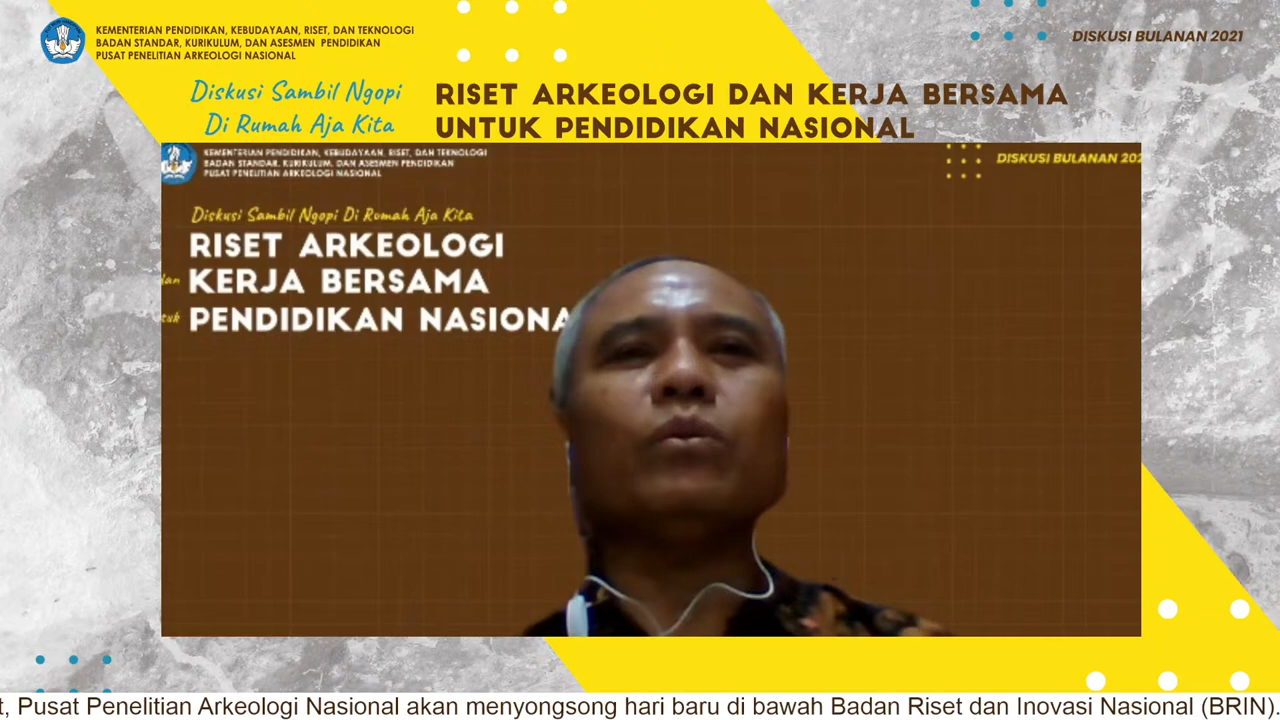 KEMENTERIAN PENDIDIKAN, KEBUDAYAAN, RISET, DAN TEKNOLOGI
BADAN STANDAR, KURIKULUM, DAN ASESMEN PENDIDIKAN
PUSAT PENELITIAN ARKEOLOGI NASIONAL
DISKUSI BULANAN 2021
Diskusi Sambil Ngopi
Di Rumah Aja Kita
RISET ARKEOLOGI DAN KERJA BERSAMA
UNTUK PENDIDIKAN NASIONAL
KEMENTERIAN PENDIDIKAN, KEBUDAYAAN, RISET, DAN TEKNOLOGI
BADAN STANDAR, KURIKULUM, DAN ASESMEN PENDIDIKAN
PUSAT PENELITIAN ARKEOLOGI NASIONAL
DISKUSI BULANAN 202
Diskusi Sambil Ngopi Di Rumah Aja Kita
RISET ARKEOLOGI
dan KERJA BERSAMA
tuk PENDIDIKAN NASIONA
t, Pusat Penelitian Arkeologi Nasional akan menyongsong hari baru di bawah Badan Riset dan Inovasi Nasional (BRIN).